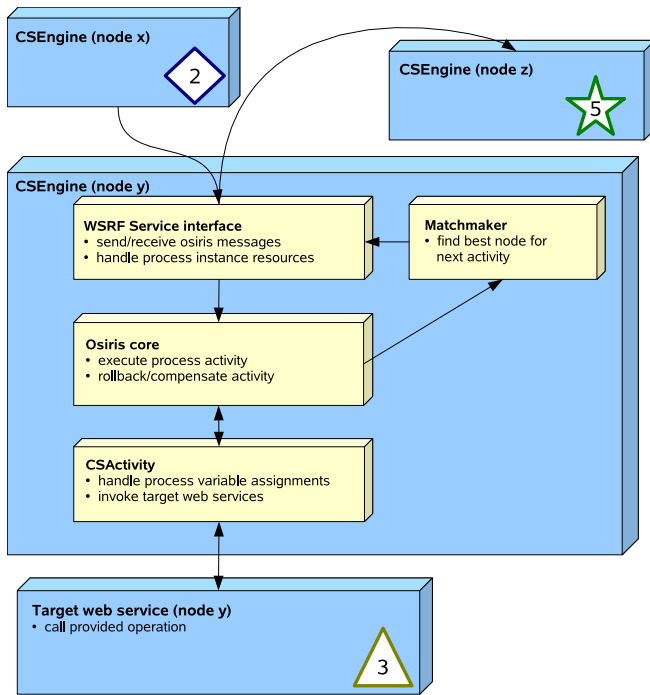 CSEngine (node x)
2
CSEngine (node z)
5
CSEngine (node y)
WSRF Service interface
• send/receive osiris messages
• handle process instance resources
Matchmaker
• find best node for
next activity
Osiris core
• execute process activity
• rollback/compensate activity
CSActivity
• handle process variable assignments
• invoke target web services
Target web service (node y)
• call provided operation
3